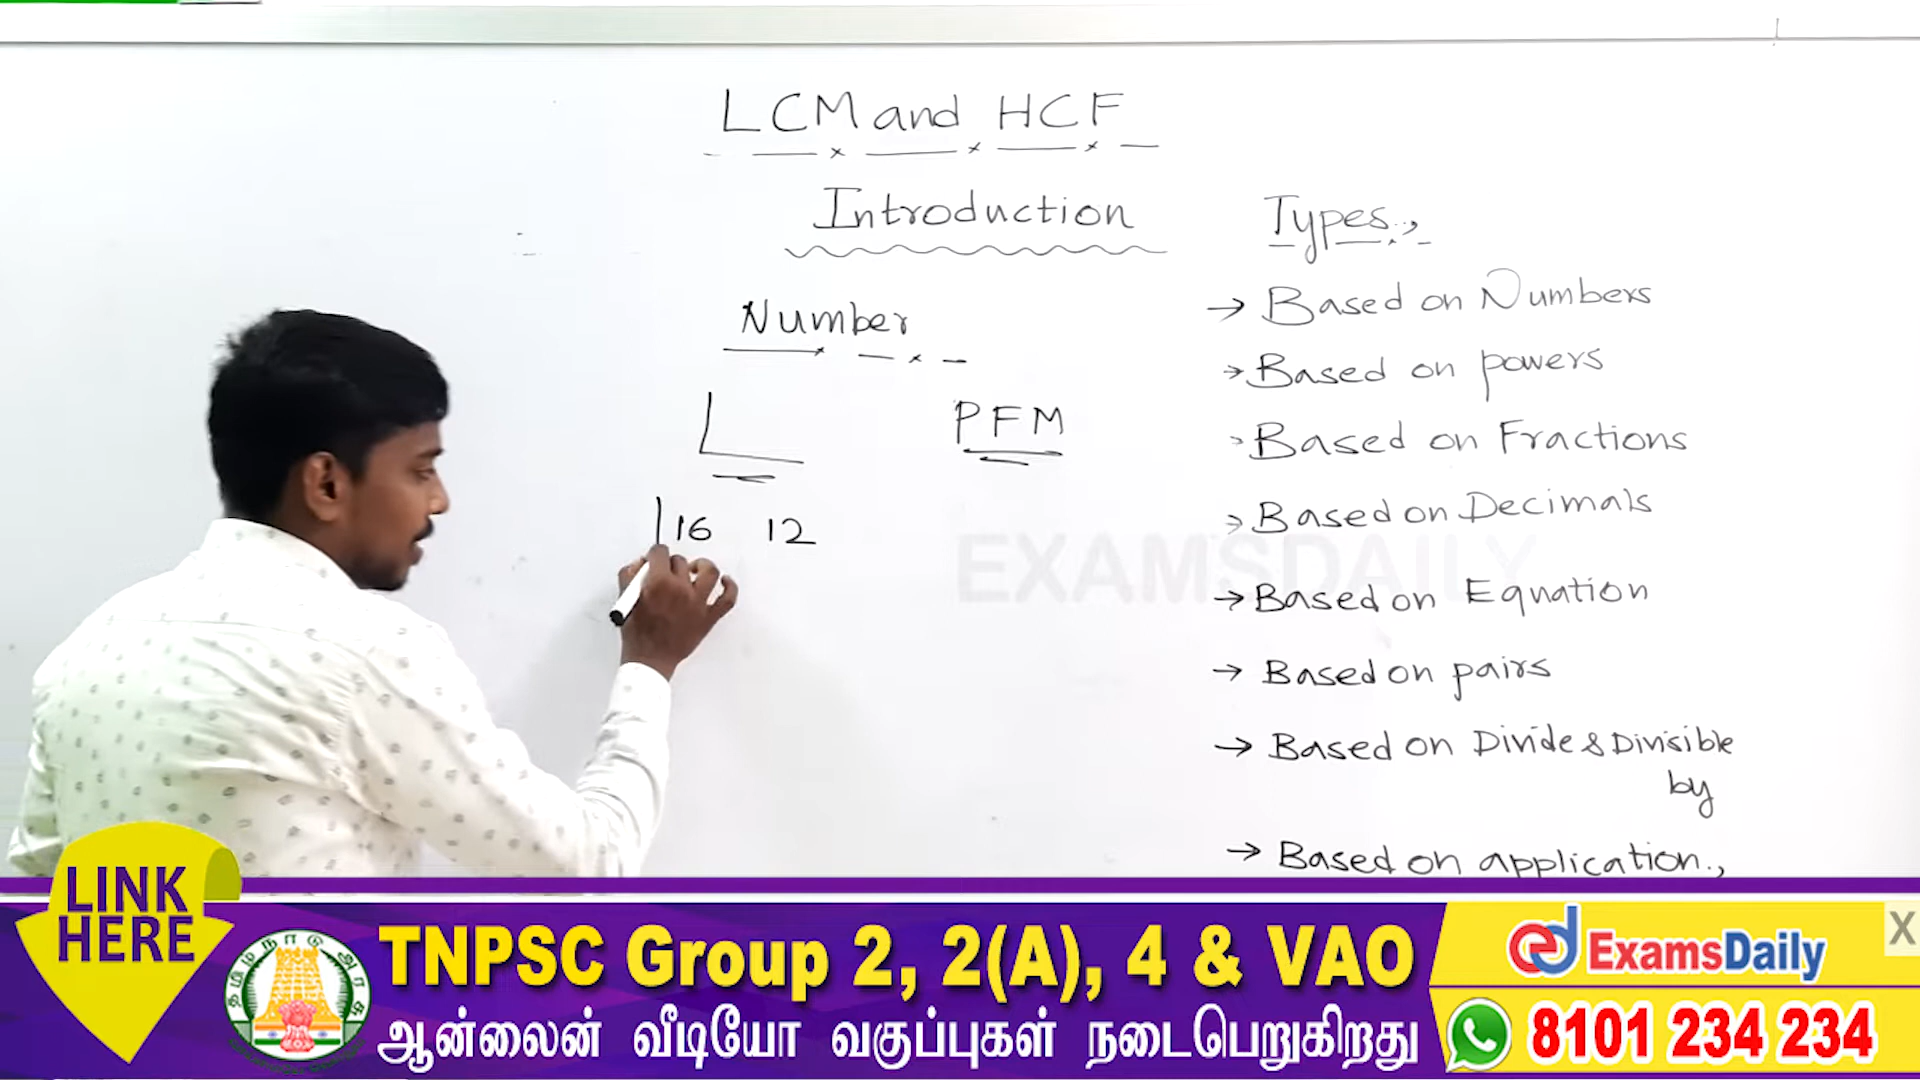 LCM and HCF
Introduction
Number
PFM
16 12
Types:,
→ Based on Numbers
→ Based on powers
→ Based on Fractions
→ Based on Decimals
→ Based on Equation
→ Based on pairs
→ Based on Divide & Divisible
by
→ Based on application.,
EXAMSDAILY
LINK
HERE
தமிழ்நாடு அரசு
TNPSC Group 2, 2(A), 4 & VAO
ஆன்லைன் வீடியோ வகுப்புகள் நடைபெறுகிறது
ExamsDaily
X
8101 234 234